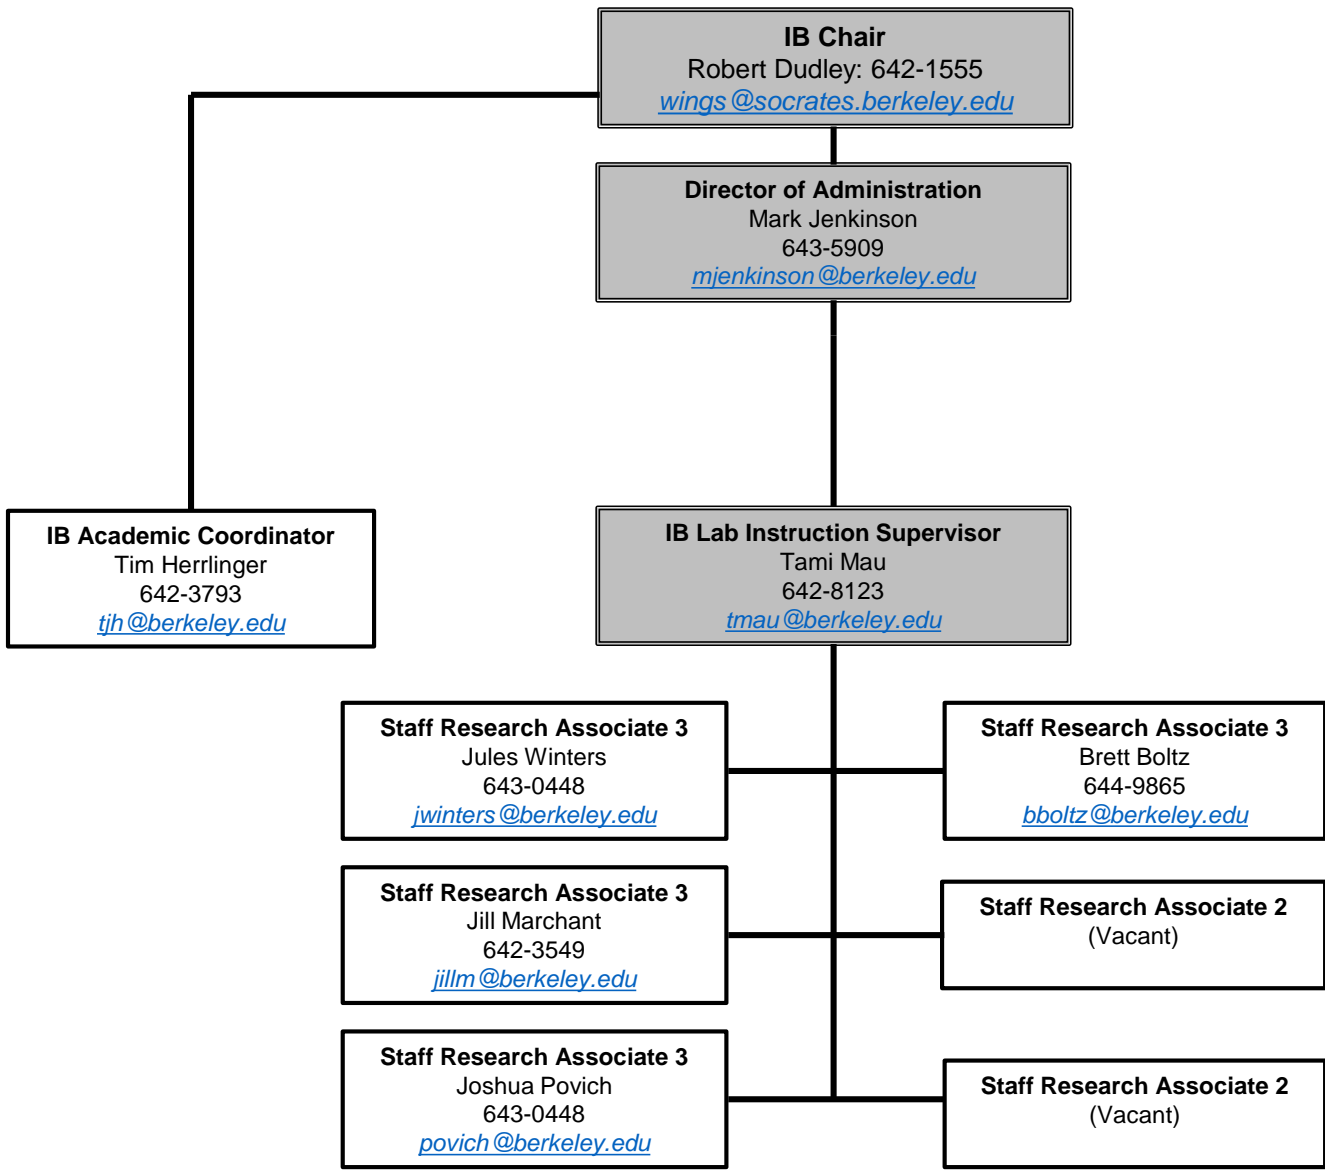 IB Chair
Robert Dudley: 642-1555
wings@socrates.berkeley.edu
Director of Administration
Mark Jenkinson
643-5909
mjenkinson@berkeley.edu
IB Academic Coordinator
Tim Herrlinger
642-3793
tjh@berkeley.edu
IB Lab Instruction Supervisor
Tami Mau
642-8123
tmau@berkeley.edu
Staff Research Associate 3
Jules Winters
643-0448
jwinters@berkeley.edu
Staff Research Associate 3
Brett Boltz
644-9865
bboltz@berkeley.edu
Staff Research Associate 3
Jill Marchant
642-3549
jillm@berkeley.edu
Staff Research Associate 2
(Vacant)
Staff Research Associate 3
Joshua Povich
643-0448
povich@berkeley.edu
Staff Research Associate 2
(Vacant)